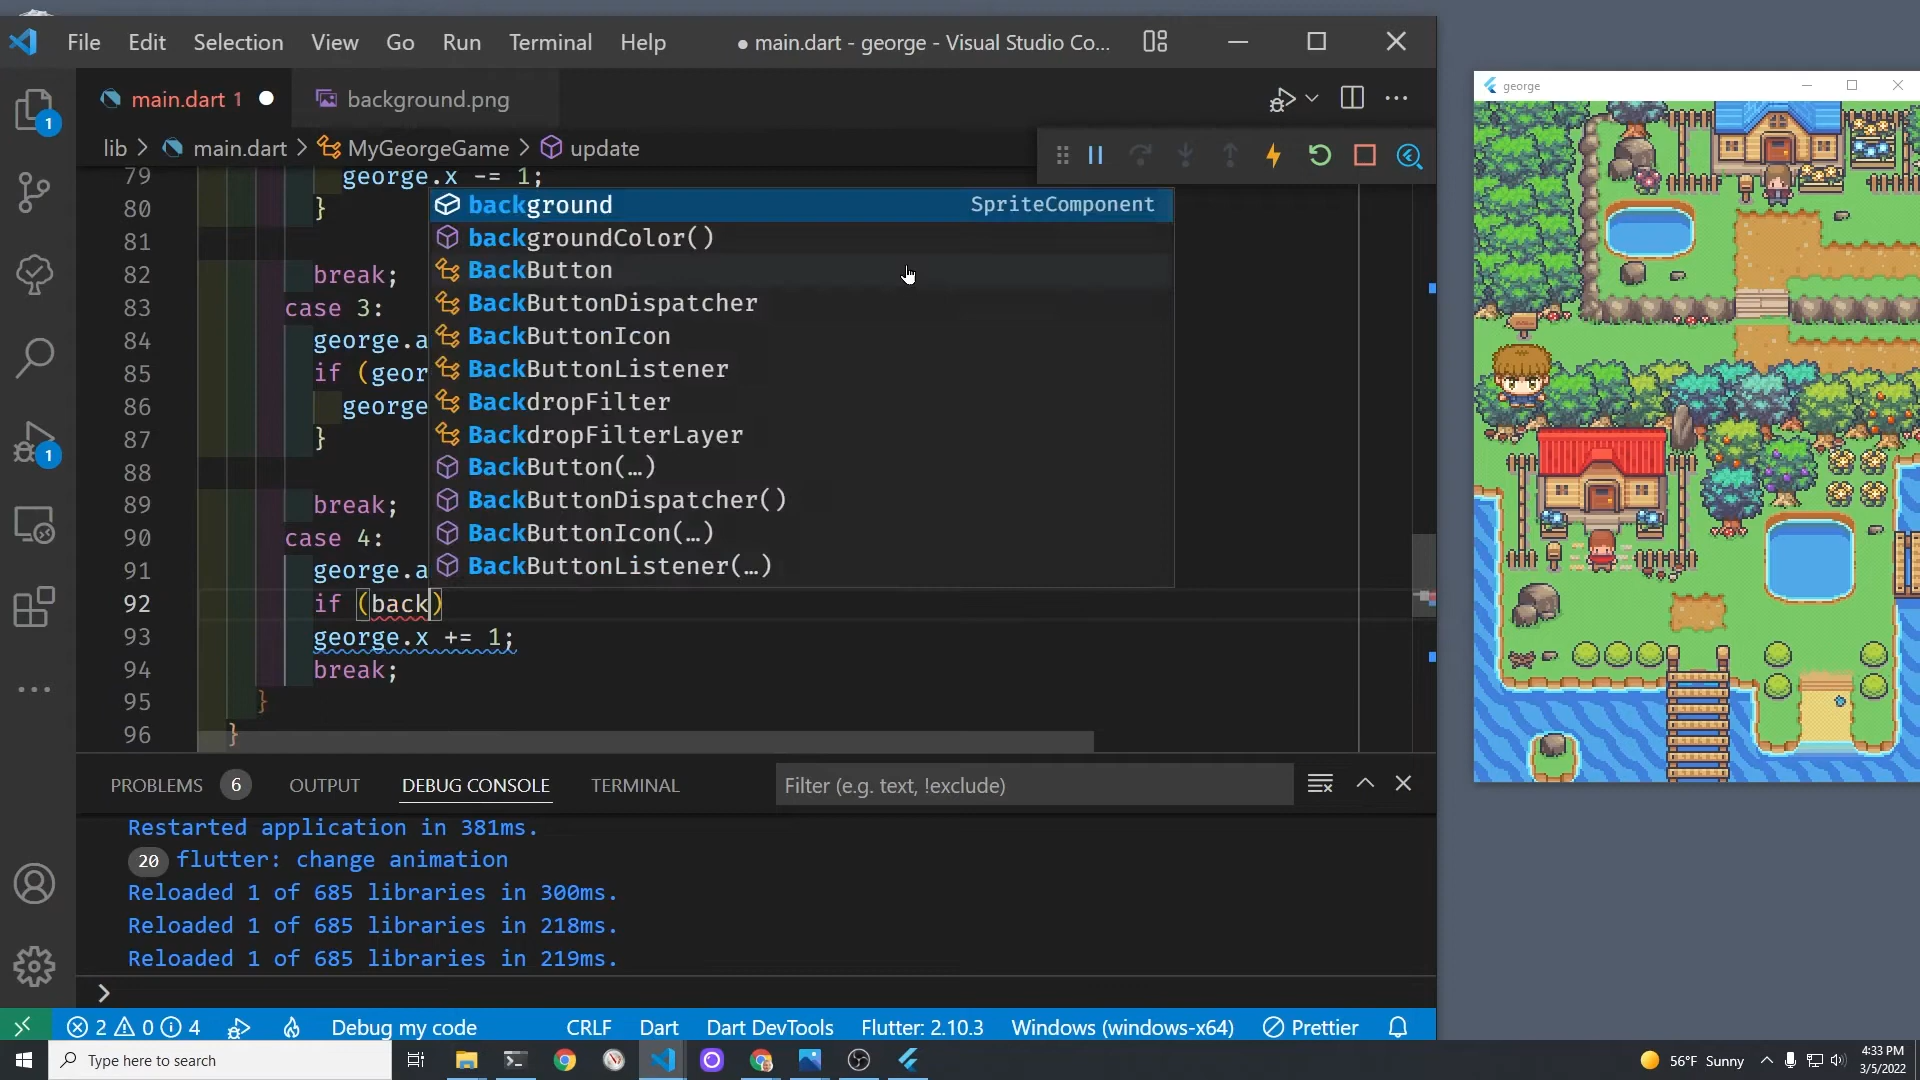 File Edit Selection View Go Run Terminal Help
● main.dart - george - Visual Studio Co...
main.dart 1
background.png
lib > main.dart > MyGeorgeGame > update
79 george.x -= 1;
80 }
81
82 break;
83 case 3:
84 george.a
85 if (geor
86 george
87 }
88
89 break;
90 case 4:
91 george.a
92 if (back)
93 george.x += 1;
94 break;
95 }
96 }
background SpriteComponent
backgroundColor()
BackButton
BackButtonDispatcher
BackButtonIcon
BackButtonListener
BackdropFilter
BackdropFilterLayer
BackButton(…)
BackButtonDispatcher()
BackButtonIcon(…)
BackButtonListener(…)
PROBLEMS 6 OUTPUT DEBUG CONSOLE TERMINAL
Filter (e.g. text, !exclude)
Restarted application in 381ms.
20 flutter: change animation
Reloaded 1 of 685 libraries in 300ms.
Reloaded 1 of 685 libraries in 218ms.
Reloaded 1 of 685 libraries in 219ms.
1
1
2 0 4 Debug my code CRLF Dart Dart DevTools Flutter: 2.10.3 Windows (windows-x64) Prettier
Type here to search
56°F Sunny
4:33 PM
3/5/2022
george